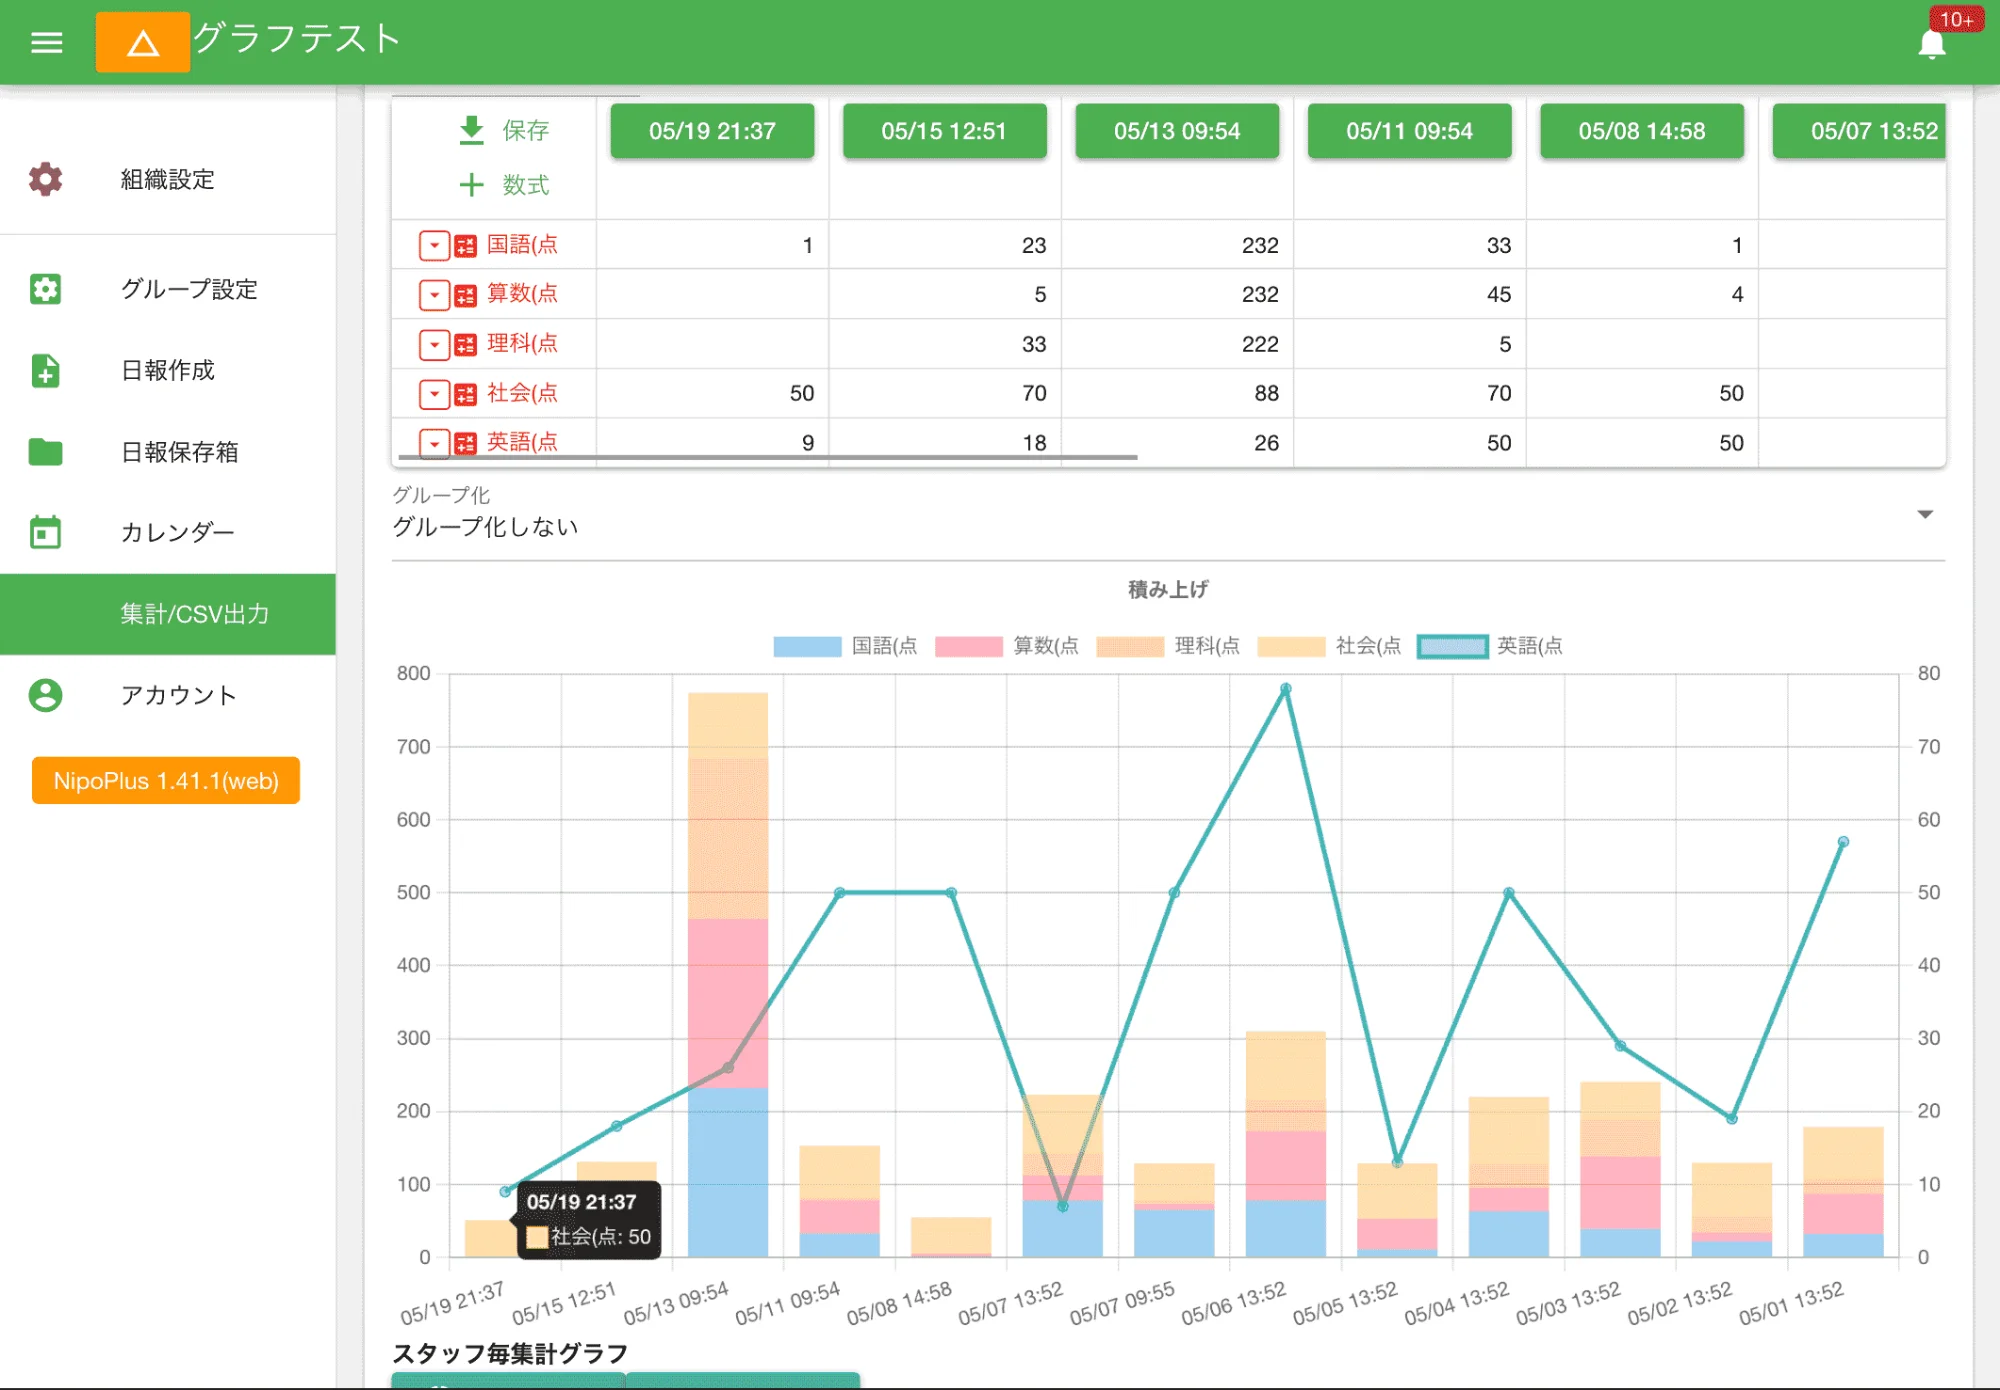 グラフテスト
10+
組織設定
グループ設定
日報作成
日報保存箱
カレンダー
集計/CSV出力
アカウント
NipoPlus 1.41.1(web)
保存 05/19 21:37 05/15 12:51 05/13 09:54 05/11 09:54 05/08 14:58 05/07 13:52
数式
国語(点 1 23 232 33 1
算数(点 5 232 45 4
理科(点 33 222 5
社会(点 50 70 88 70 50
英語(点 9 18 26 50 50
グループ化
グループ化しない
積み上げ
国語(点 算数(点 理科(点 社会(点 英語(点
800 80
700 70
600 60
500 50
400 40
300 30
200 20
100 10
0 0
05/19 21:37
社会(点: 50
05/19 21:37 05/15 12:51 05/13 09:54 05/11 09:54 05/08 14:58 05/07 13:52 05/07 09:55 05/06 13:52 05/05 13:52 05/04 13:52 05/03 13:52 05/02 13:52 05/01 13:52
スタッフ毎集計グラフ